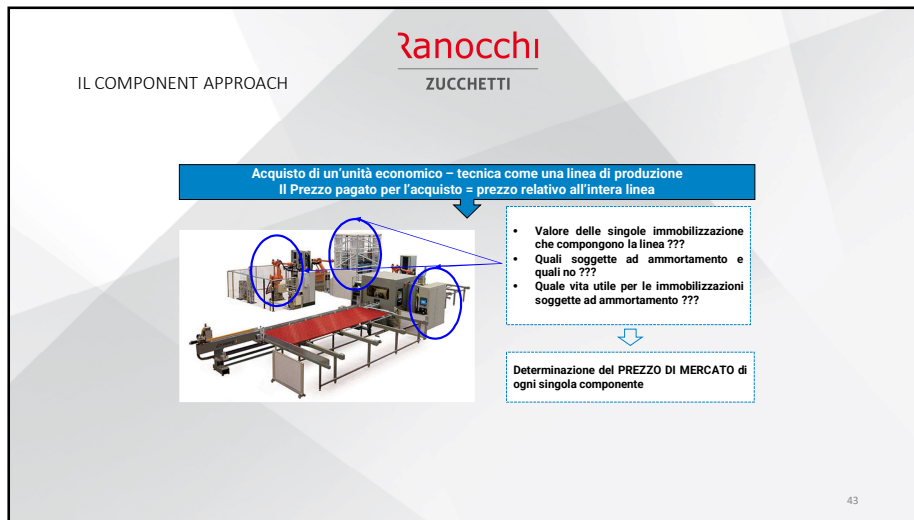 Ranocchi
ZUCCHETTI
IL COMPONENT APPROACH
Acquisto di un'unità economico – tecnica come una linea di produzione
Il Prezzo pagato per l'acquisto = prezzo relativo all'intera linea
• Valore delle singole immobilizzazione
che compongono la linea ???
• Quali soggette ad ammortamento e
quali no ???
• Quale vita utile per le immobilizzazioni
soggette ad ammortamento ???
Determinazione del PREZZO DI MERCATO di
ogni singola componente
43